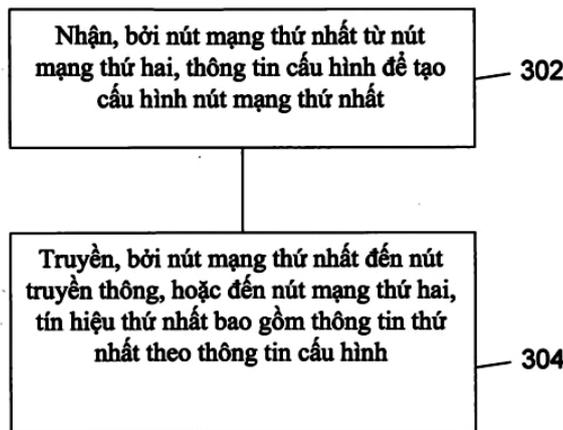 Nhận, bởi nút mạng thứ nhất từ nút
mạng thứ hai, thông tin cấu hình để tạo
cấu hình nút mạng thứ nhất
302
Truyền, bởi nút mạng thứ nhất đến nút
truyền thông, hoặc đến nút mạng thứ hai,
tín hiệu thứ nhất bao gồm thông tin thứ
nhất theo thông tin cấu hình
304